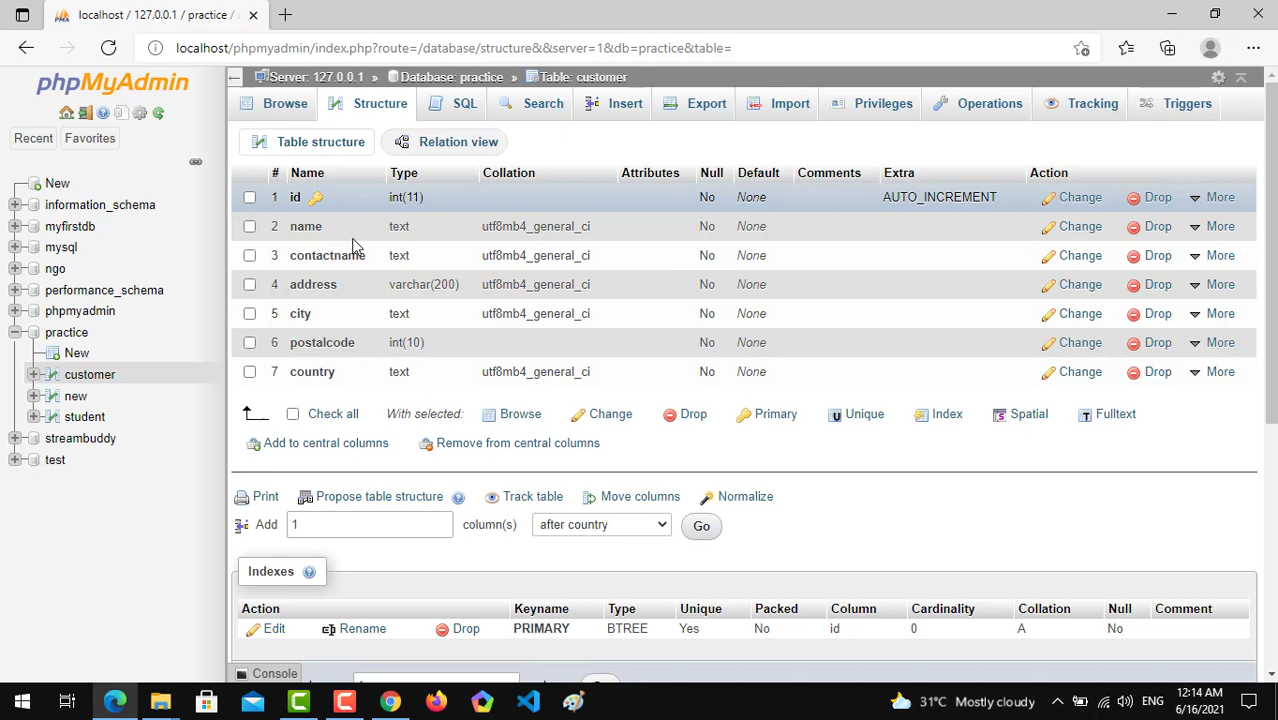 localhost / 127.0.0.1 / practice /
localhost/phpmyadmin/index.php?route=/database/structure&&server=1&db=practice&table=
phpMyAdmin
Recent Favorites
New
information_schema
myfirstdb
mysql
ngo
performance_schema
phpmyadmin
practice
New
customer
new
student
streambuddy
test
Server: 127.0.0.1 » Database: practice » Table: customer
Browse Structure SQL Search Insert Export Import Privileges Operations Tracking Triggers
Table structure Relation view
# Name Type Collation Attributes Null Default Comments Extra Action
1 id int(11) No None AUTO_INCREMENT Change Drop More
2 name text utf8mb4_general_ci No None Change Drop More
3 contactname text utf8mb4_general_ci No None Change Drop More
4 address varchar(200) utf8mb4_general_ci No None Change Drop More
5 city text utf8mb4_general_ci No None Change Drop More
6 postalcode int(10) No None Change Drop More
7 country text utf8mb4_general_ci No None Change Drop More
Check all With selected: Browse Change Drop Primary Unique Index Spatial Fulltext
Add to central columns Remove from central columns
Print Propose table structure Track table Move columns Normalize
Add 1 column(s) after country Go
Indexes
Action Keyname Type Unique Packed Column Cardinality Collation Null Comment
Edit Rename Drop PRIMARY BTREE Yes No id 0 A No
Console
31°C Mostly cloudy ENG 12:14 AM
6/16/2021